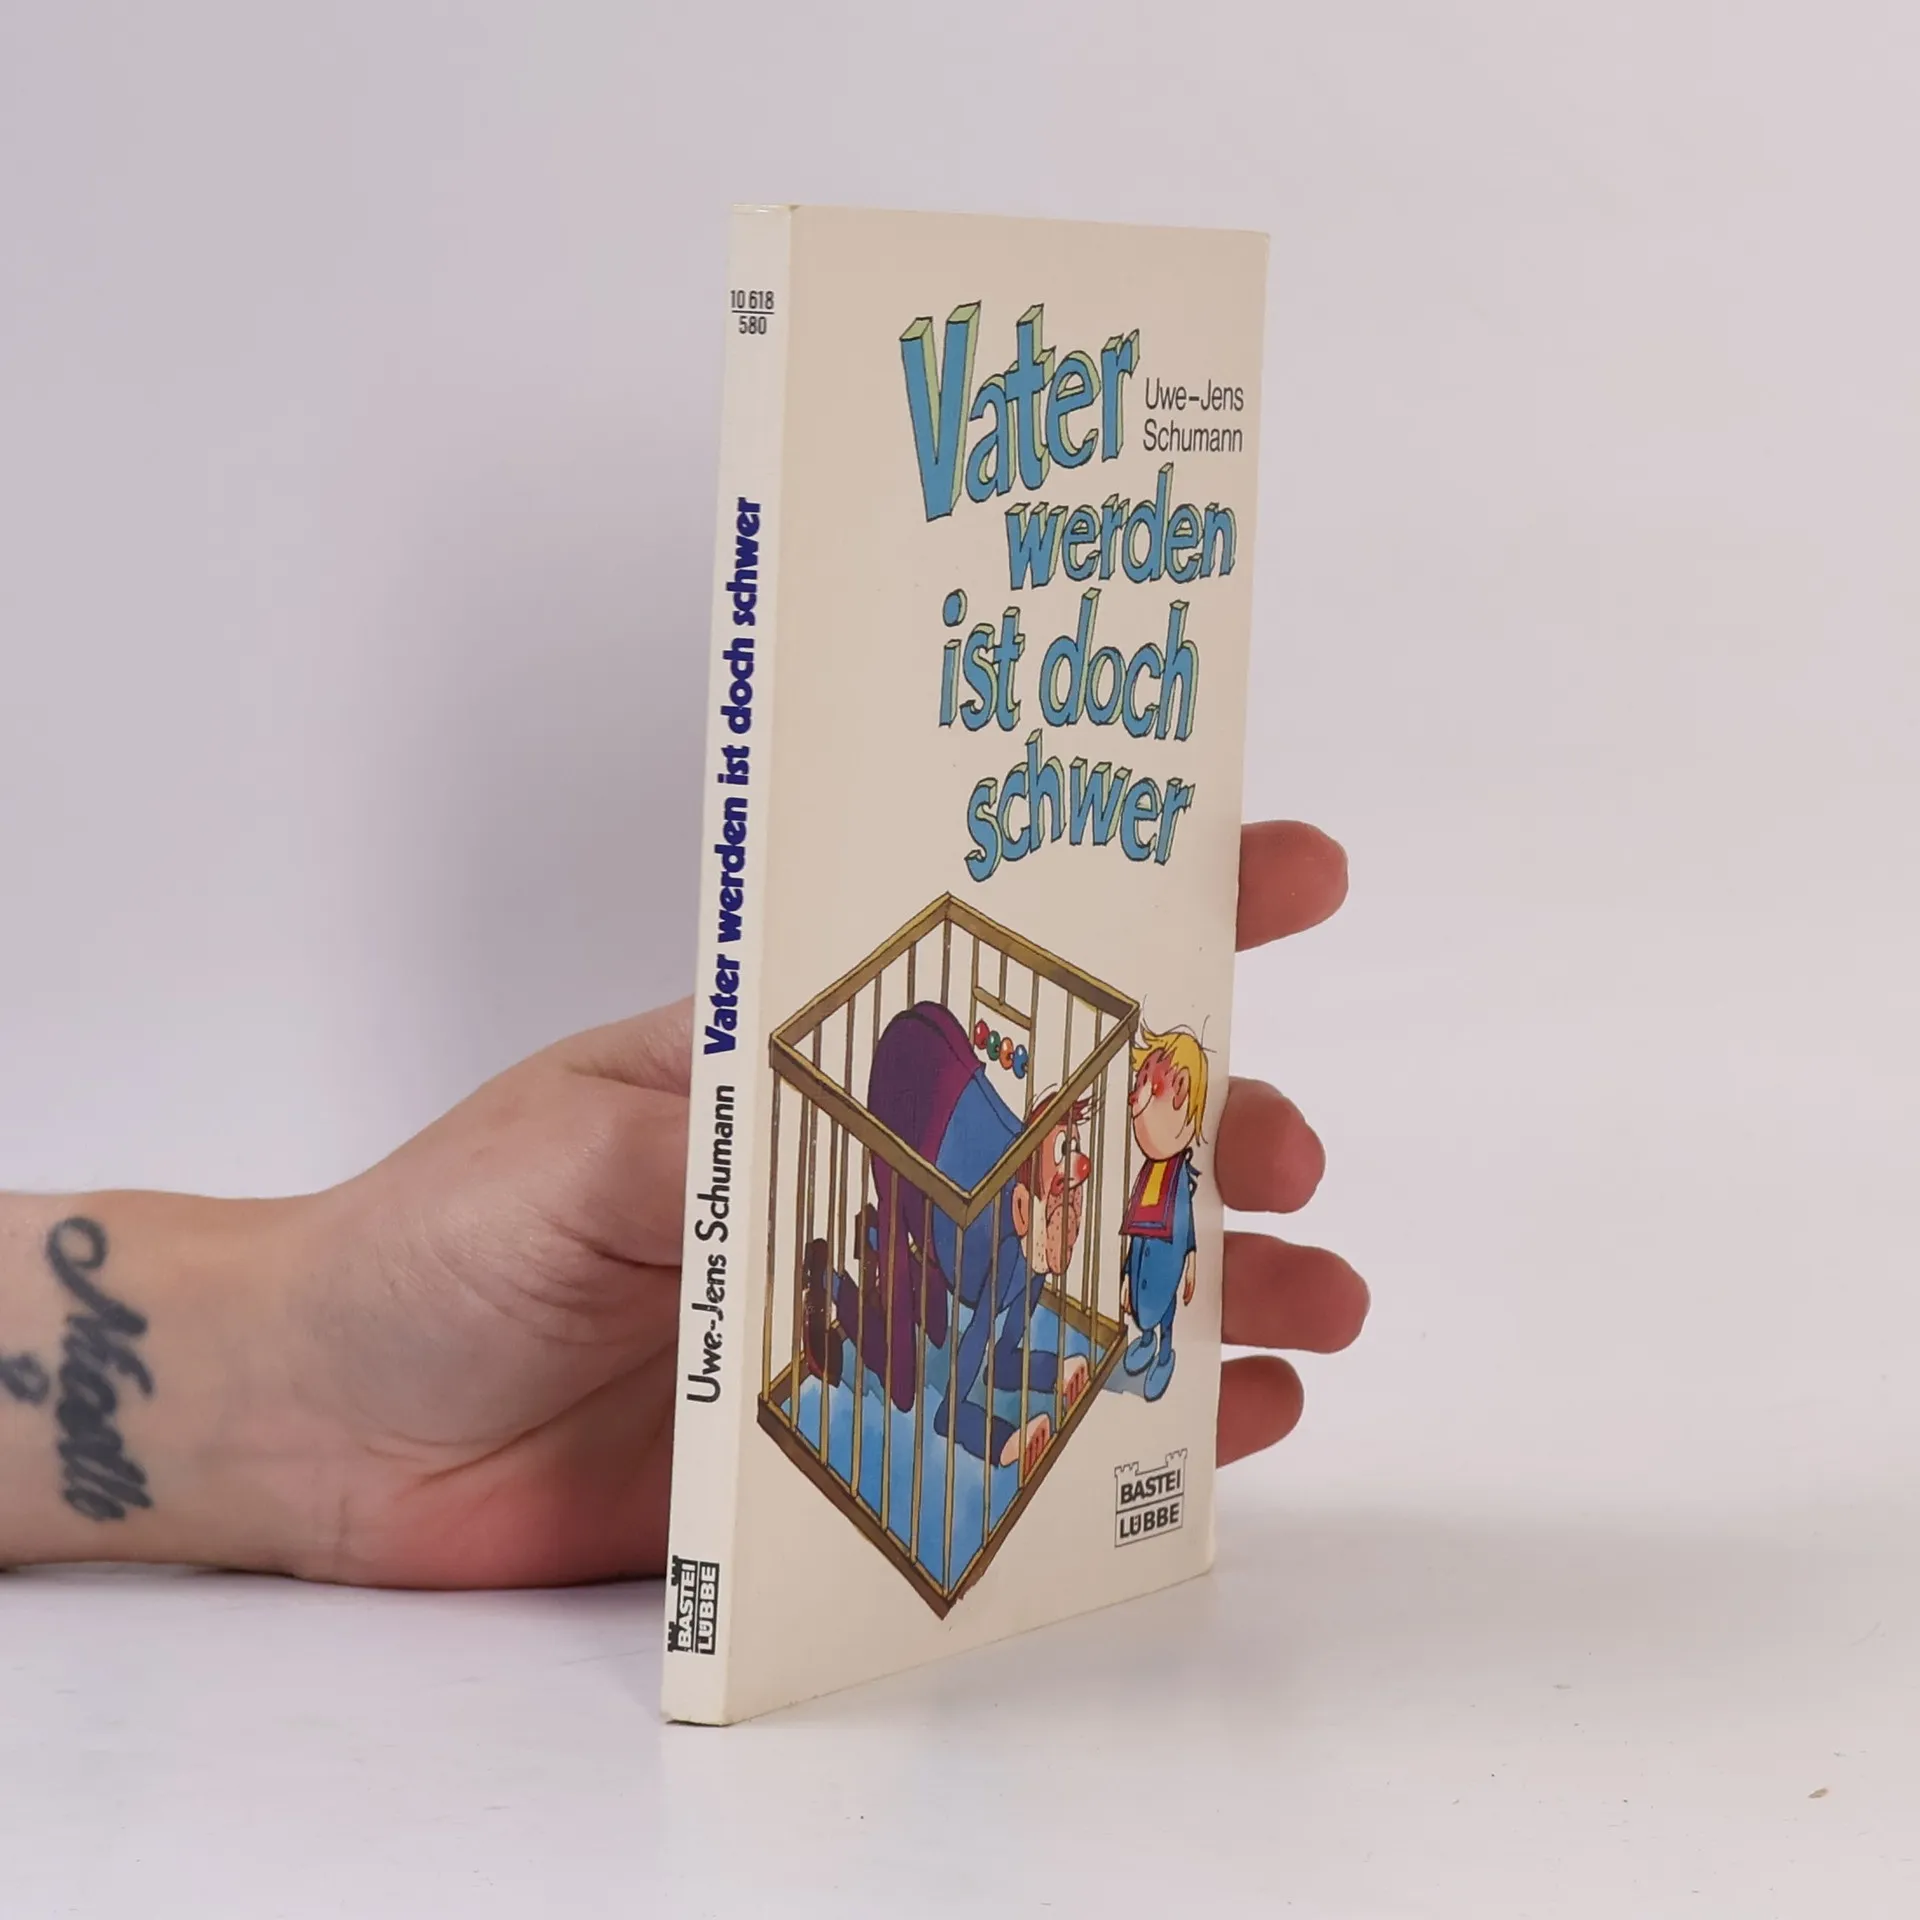 10 618
580
Uwe-Jens Schumann Vater werden ist doch schwer
BASTEI
LÜBBE
Vater
Uwe-Jens
Schumann
werden
ist doch
schwer
BASTEI
LÜBBE